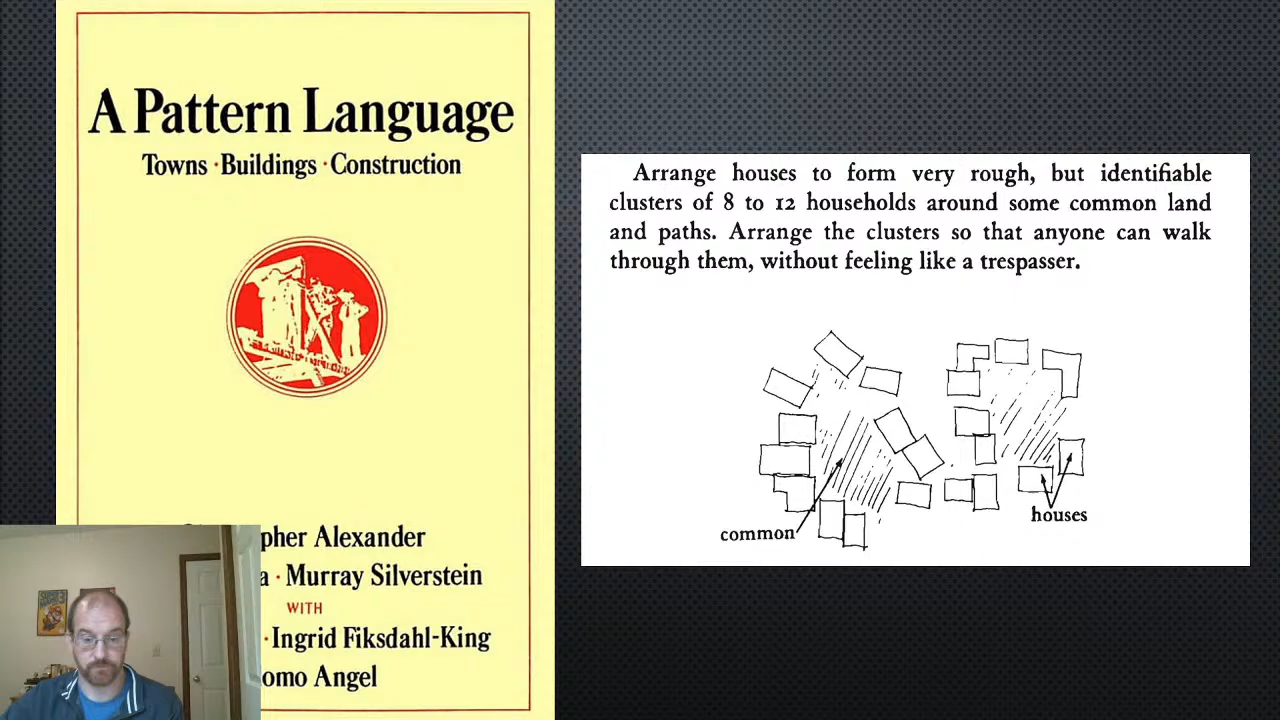 A Pattern Language
Towns · Buildings · Construction
pher Alexander
a · Murray Silverstein
WITH
· Ingrid Fiksdahl-King
omo Angel
Arrange houses to form very rough, but identifiable
clusters of 8 to 12 households around some common land
and paths. Arrange the clusters so that anyone can walk
through them, without feeling like a trespasser.
common
houses